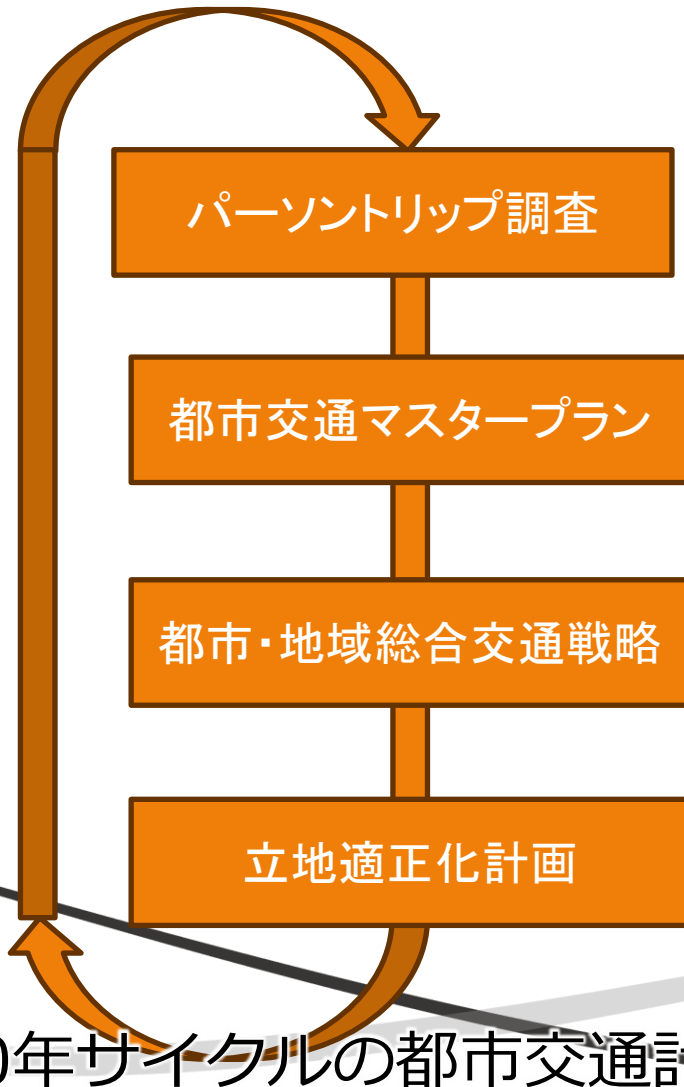 パーソントリップ調査
都市交通マスタープラン
都市・地域総合交通戦略
立地適正化計画
0年サイクルの都市交通計